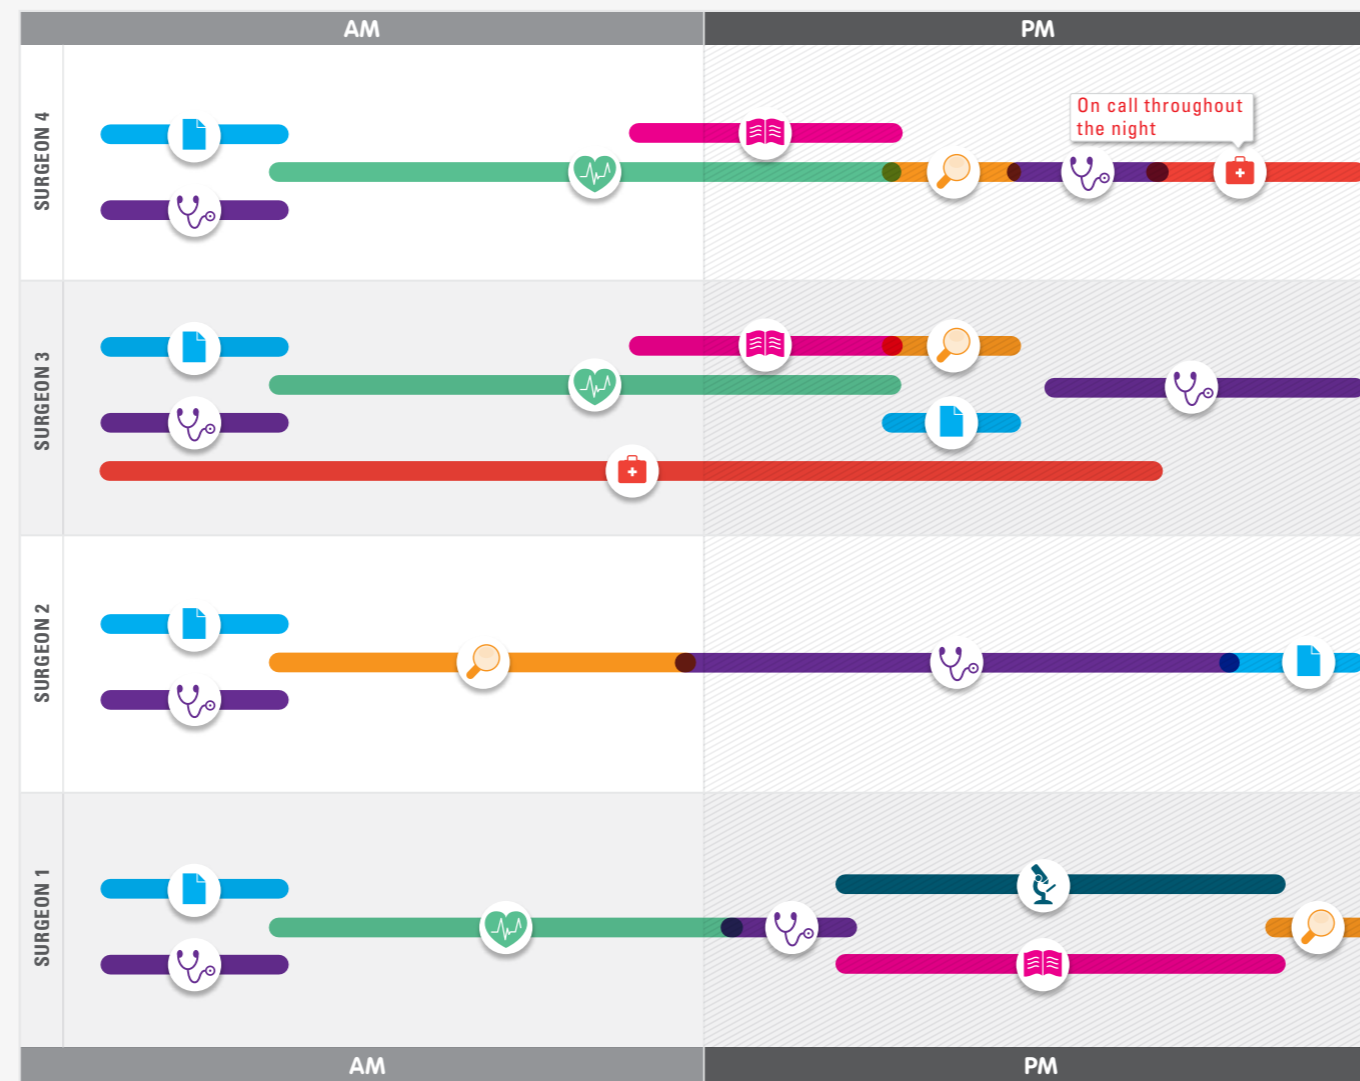 AM
PM
SURGEON 4
On call throughout
the night
SURGEON 3
SURGEON 2
SURGEON 1
AM
PM